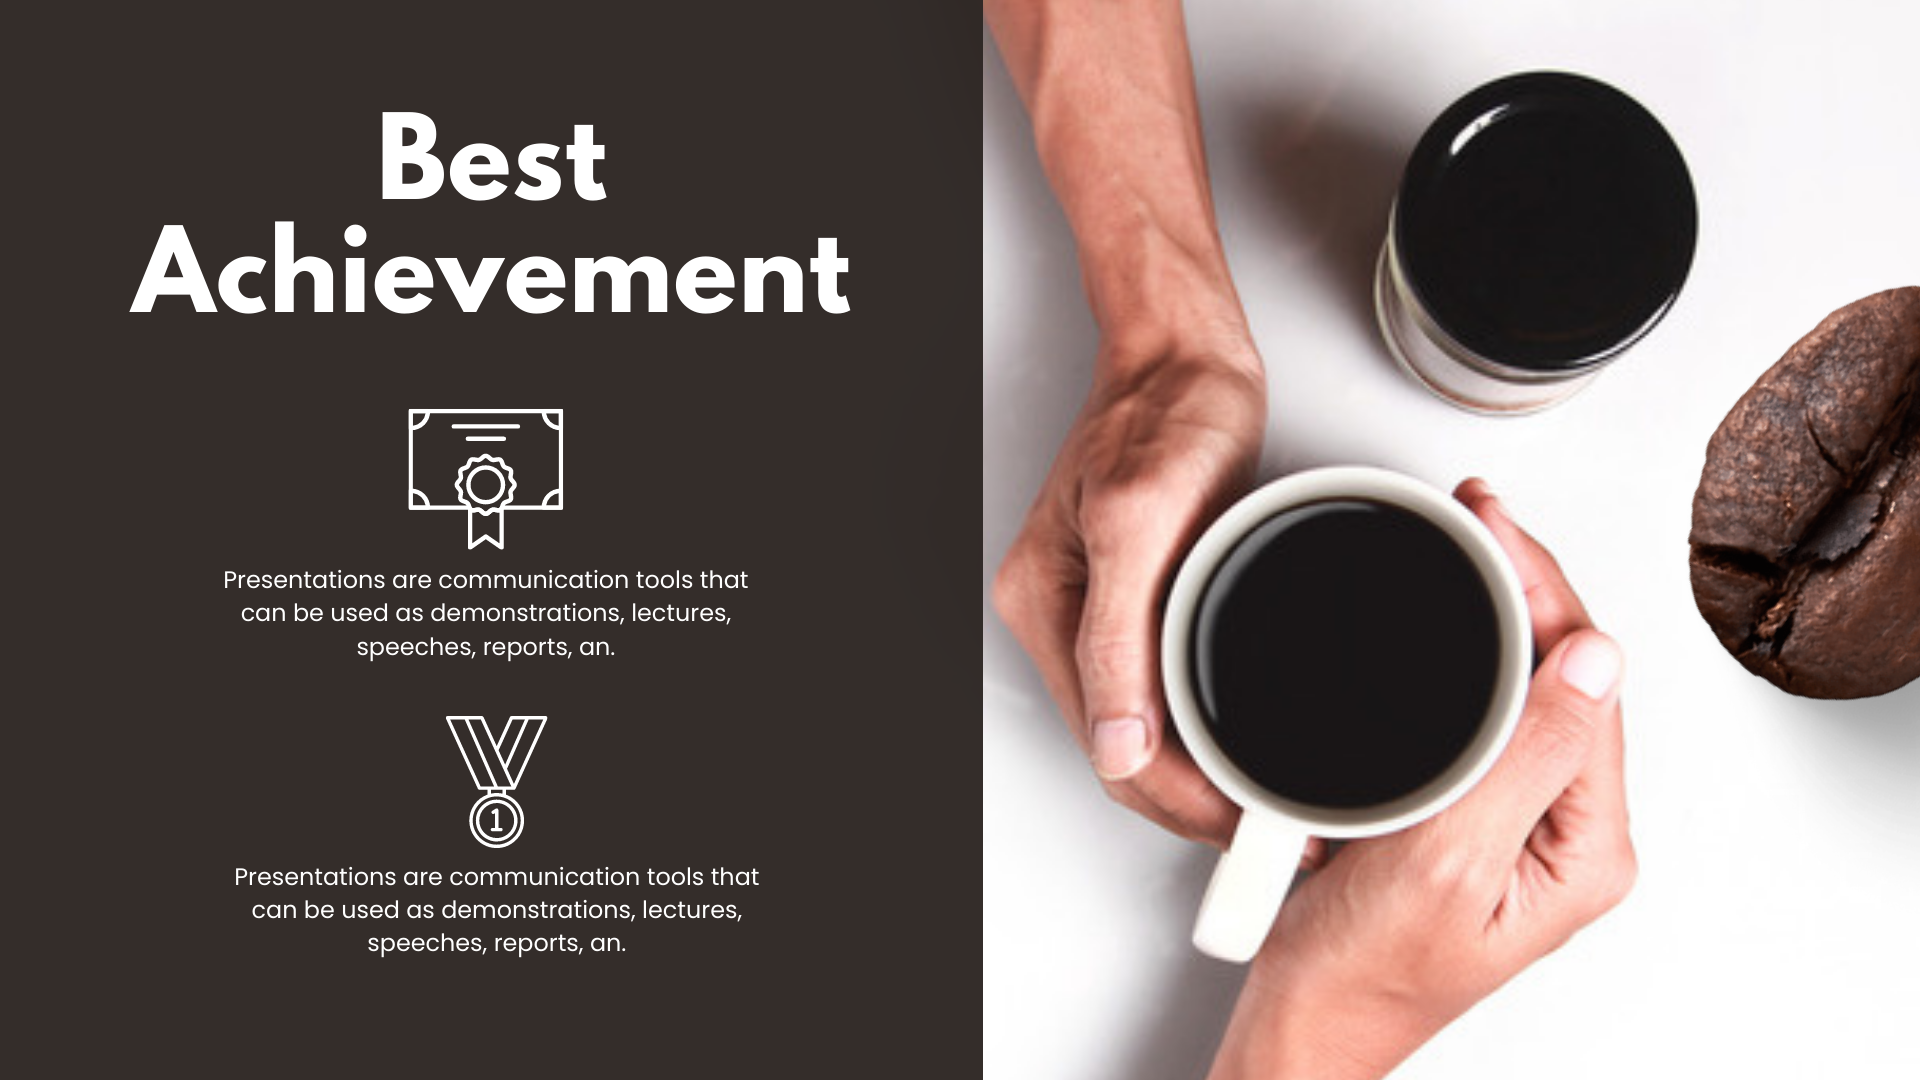 Best
Achievement
Presentations are communication tools that
can be used as demonstrations, lectures,
speeches, reports, an.
1
Presentations are communication tools that
can be used as demonstrations, lectures,
speeches, reports, an.